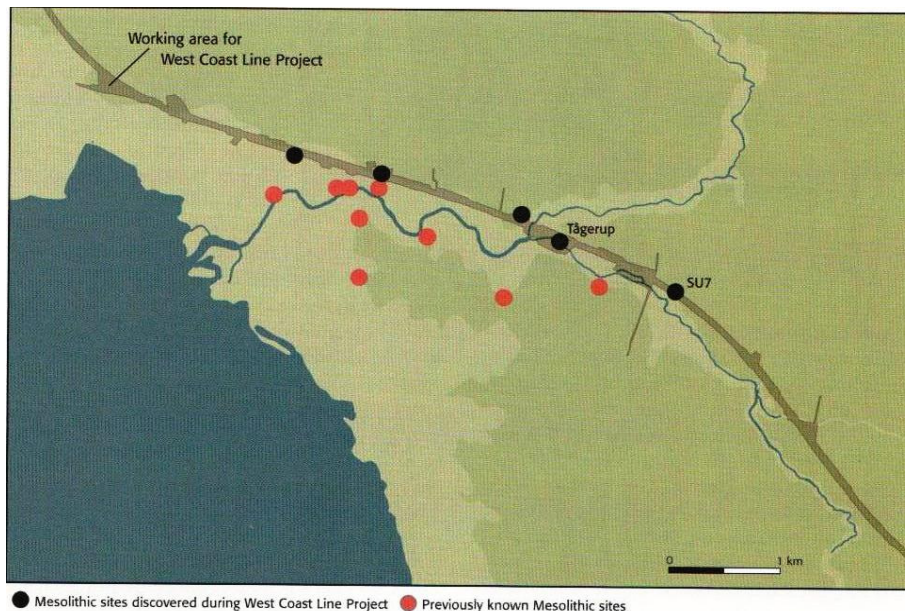 Working area for
West Coast Line Project
Tågerup
SU7
0 1 km
Mesolithic sites discovered during West Coast Line Project Previously known Mesolithic sites